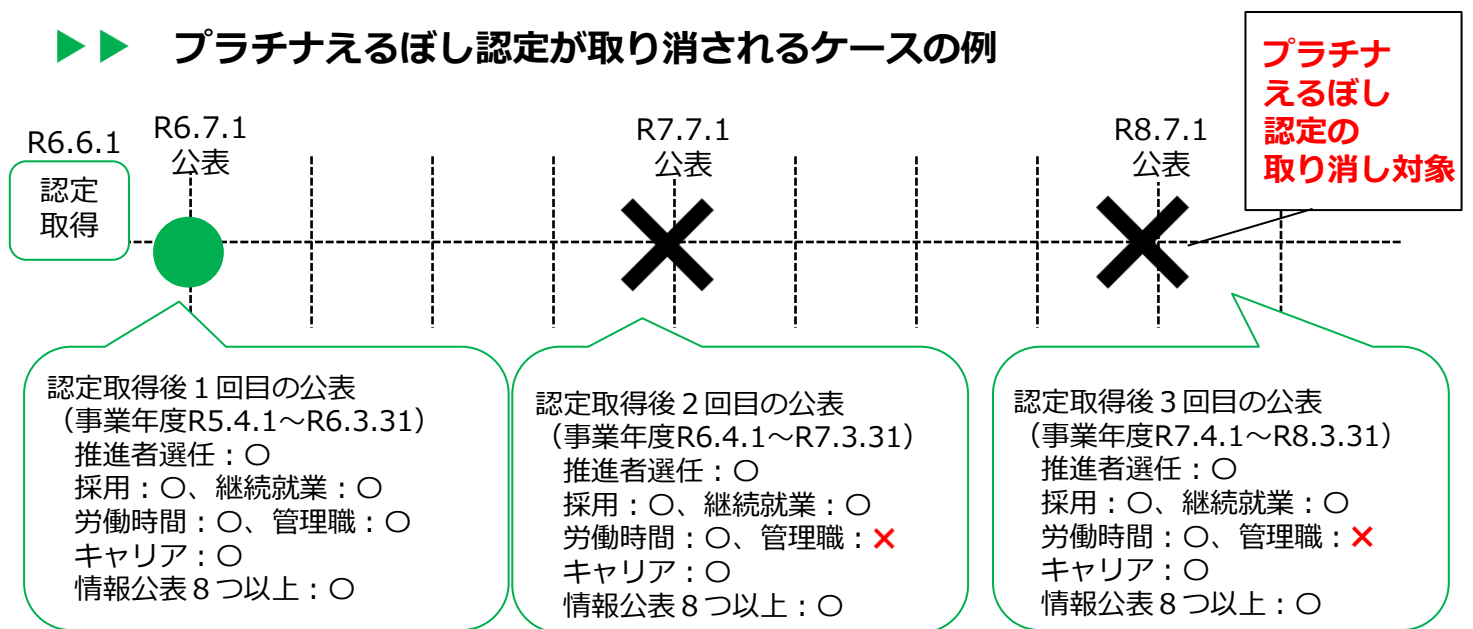 ▶▶ プラチナえるぼし認定が取り消されるケースの例
プラチナ
えるぼし
認定の
取り消し対象
R6.6.1
認定
取得
R6.7.1
公表
R7.7.1
公表
R8.7.1
公表
認定取得後１回目の公表
（事業年度R5.4.1～R6.3.31）
推進者選任：〇
採用：〇、継続就業：〇
労働時間：〇、管理職：〇
キャリア：〇
情報公表８つ以上：〇
認定取得後２回目の公表
（事業年度R6.4.1～R7.3.31）
推進者選任：〇
採用：〇、継続就業：〇
労働時間：〇、管理職：×
キャリア：〇
情報公表８つ以上：〇
認定取得後３回目の公表
（事業年度R7.4.1～R8.3.31）
推進者選任：〇
採用：〇、継続就業：〇
労働時間：〇、管理職：×
キャリア：〇
情報公表８つ以上：〇